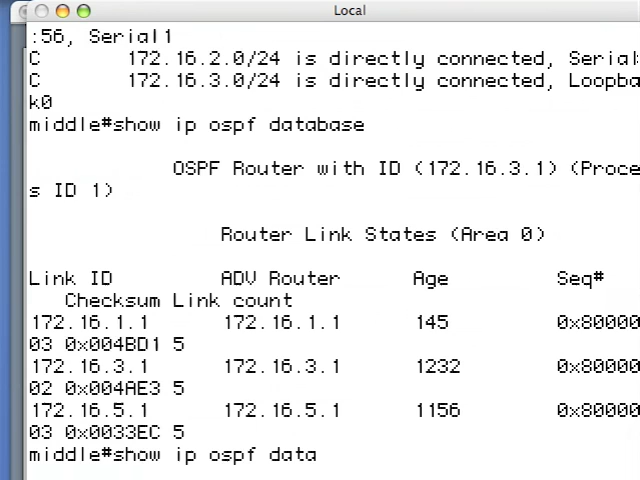 Local
:56, Serial1
C       172.16.2.0/24 is directly connected, Serial
C       172.16.3.0/24 is directly connected, Loopba
k0
middle#show ip ospf database
OSPF Router with ID (172.16.3.1) (Proce
s ID 1)
Router Link States (Area 0)
Link ID         ADV Router      Age         Seq#
Checksum Link count
172.16.1.1      172.16.1.1      145         0x80000
03 0x004BD1 5
172.16.3.1      172.16.3.1      1232        0x80000
02 0x004AE3 5
172.16.5.1      172.16.5.1      1156        0x80000
03 0x0033EC 5
middle#show ip ospf data